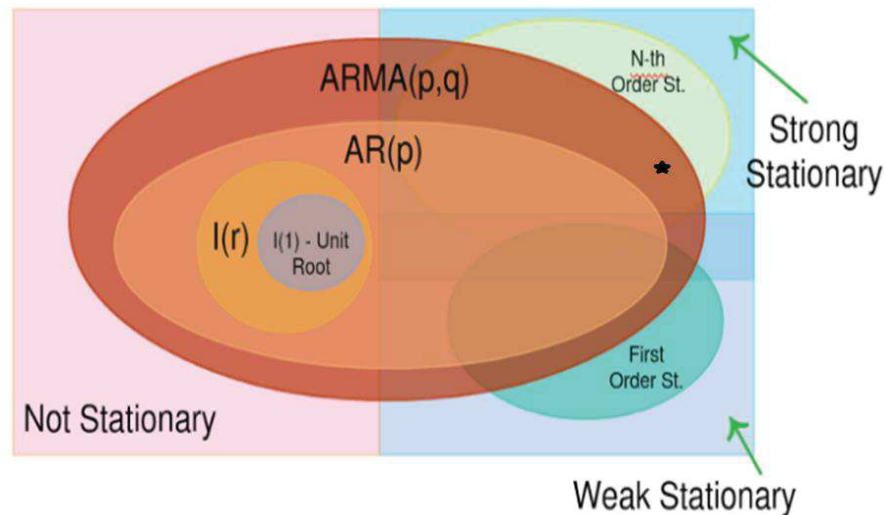 N-th
Order St.
ARMA(p,q)
AR(p)
Strong
Stationary
I(r)
I(1) - Unit
Root
First
Order St.
Not Stationary
Weak Stationary